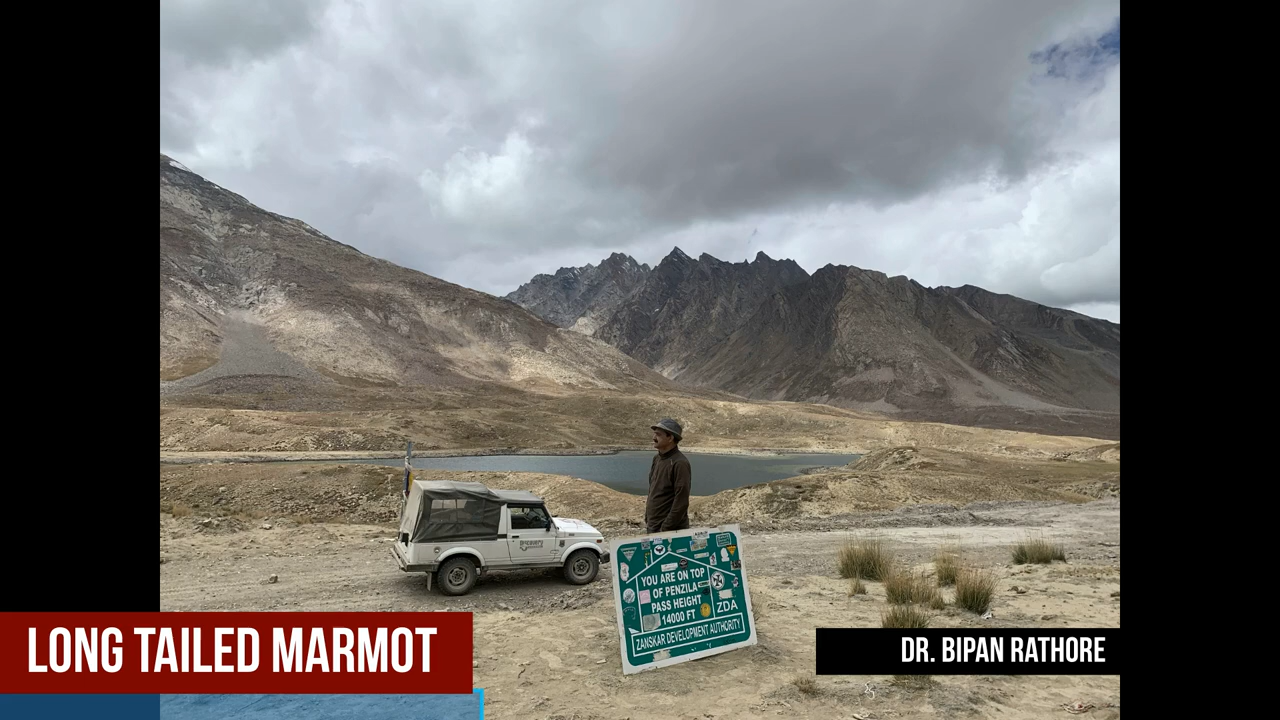 Discovery
YOU ARE ON TOP
OF PENZILA
PASS HEIGHT
14000 FT
ZDA
ZANSKAR DEVELOPMENT AUTHORITY
LONG TAILED MARMOT
DR. BIPAN RATHORE